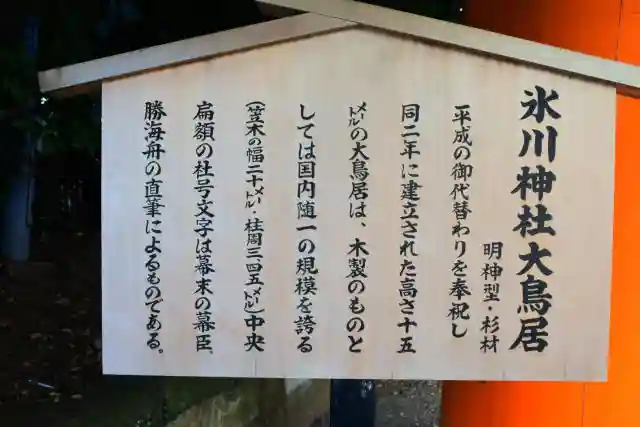 氷川神社大鳥居
明神型・杉材
平成の御代替わりを奉祝し
同二年に建立された高さ十五
㍍の大鳥居は、木製のものと
しては国内随一の規模を誇る
(笠木の幅二十㍍・柱周三四五㍍)中央
扁額の社号文字は幕末の幕臣、
勝海舟の直筆によるものである。